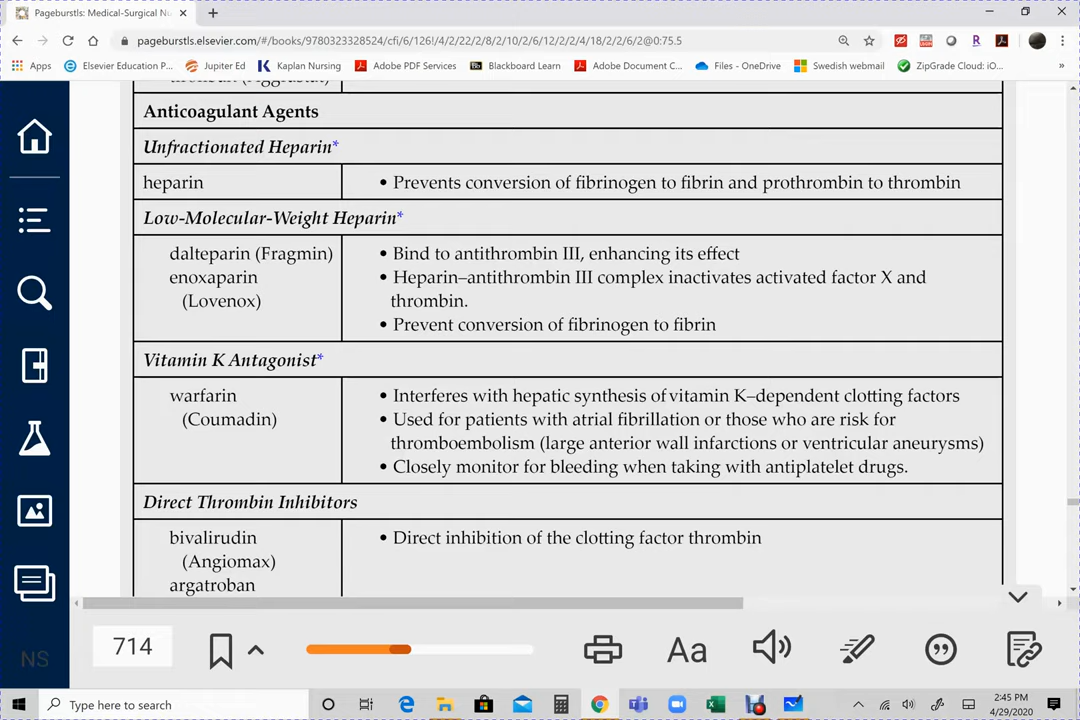 Pageburstls: Medical-Surgical Nu
pageburstls.elsevier.com/#/books/9780323328524/cfi/6/126!/4/2/22/2/8/2/10/2/6/12/2/2/4/18/2/2/6/2@0:75.5
Apps
Elsevier Education P...
Jupiter Ed
Kaplan Nursing
Adobe PDF Services
Bb
Blackboard Learn
Adobe Document C...
Files - OneDrive
Swedish webmail
ZipGrade Cloud: iO...
»
Anticoagulant Agents
Unfractionated Heparin*
heparin
• Prevents conversion of fibrinogen to fibrin and prothrombin to thrombin
Low-Molecular-Weight Heparin*
dalteparin (Fragmin)
enoxaparin
(Lovenox)
• Bind to antithrombin III, enhancing its effect
• Heparin–antithrombin III complex inactivates activated factor X and
thrombin.
• Prevent conversion of fibrinogen to fibrin
Vitamin K Antagonist*
warfarin
(Coumadin)
• Interferes with hepatic synthesis of vitamin K–dependent clotting factors
• Used for patients with atrial fibrillation or those who are risk for
thromboembolism (large anterior wall infarctions or ventricular aneurysms)
• Closely monitor for bleeding when taking with antiplatelet drugs.
Direct Thrombin Inhibitors
bivalirudin
(Angiomax)
argatroban
• Direct inhibition of the clotting factor thrombin
NS
714
Aa
Type here to search
2:45 PM
4/29/2020